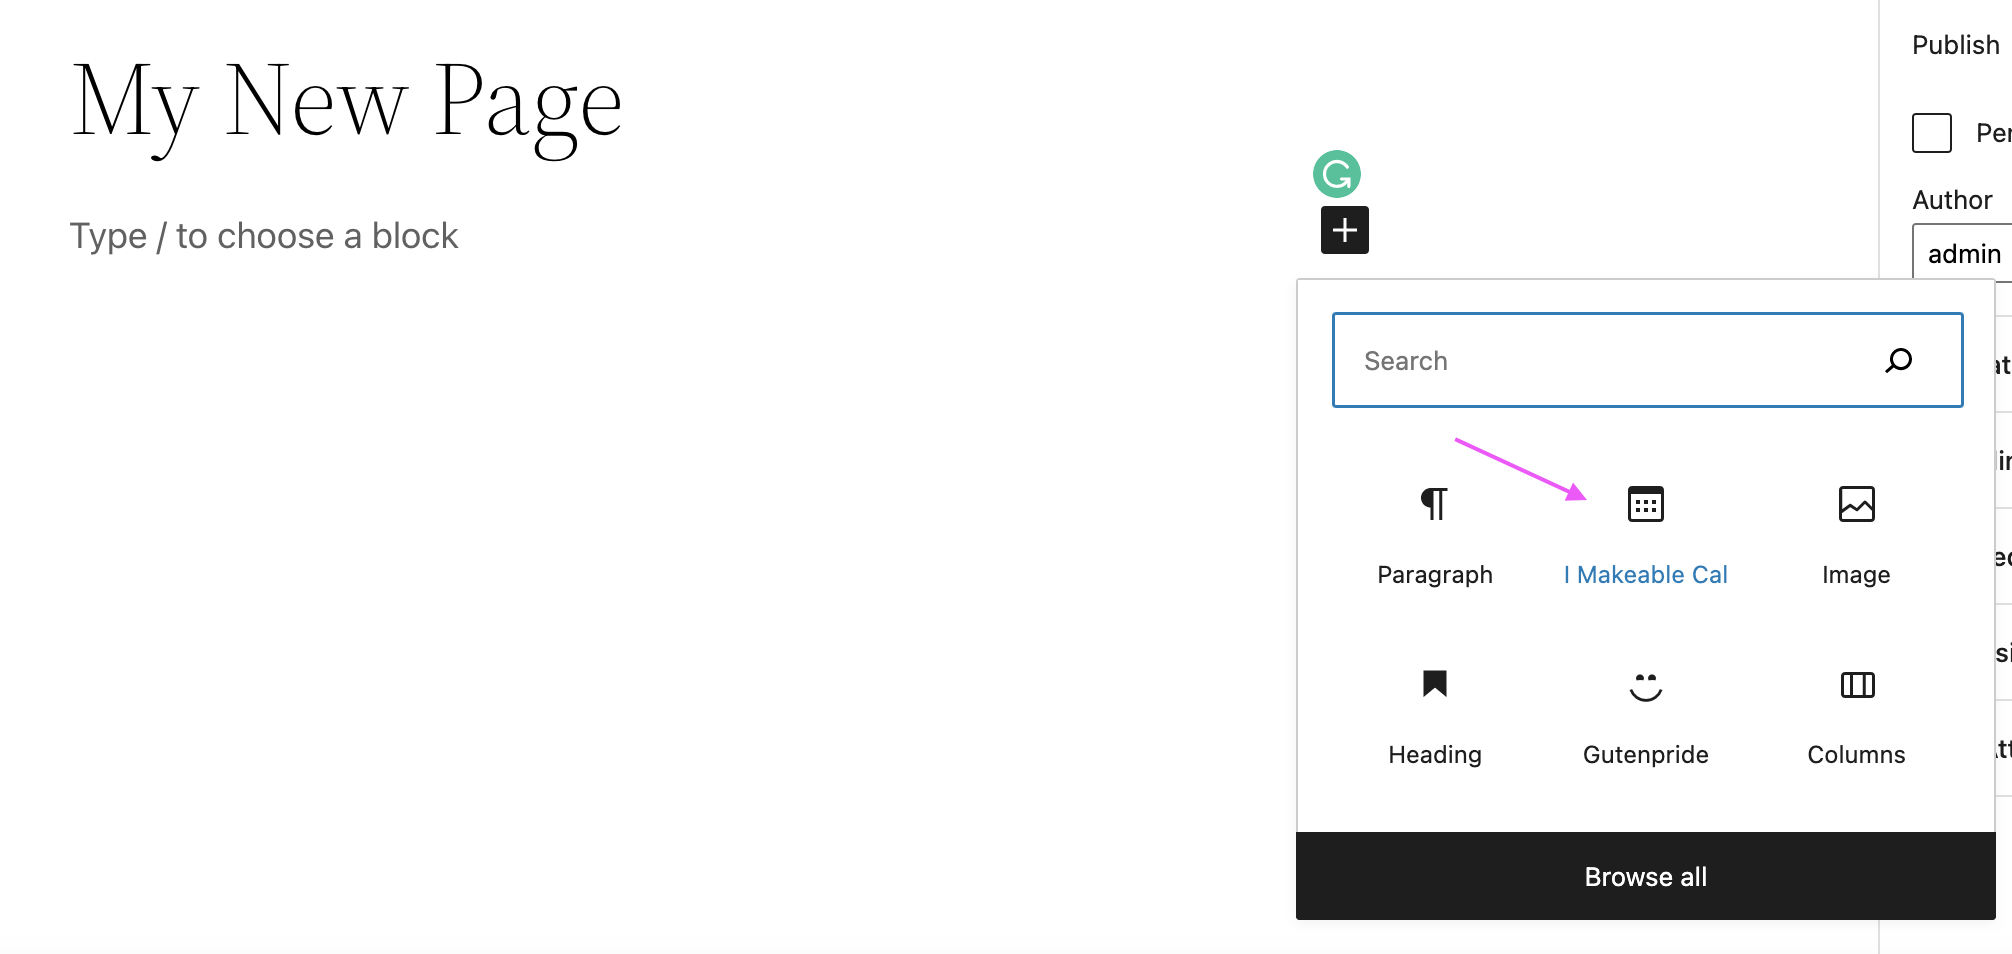 My New Page
Type / to choose a block
Publish
Author
admin
Search
Paragraph
I Makeable Cal
Image
Heading
Gutenpride
Columns
Browse all